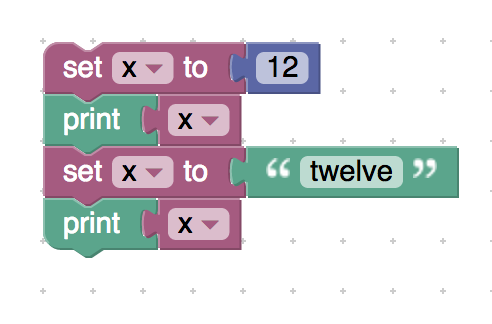 set x to 12
print x
set x to “ twelve ”
print x